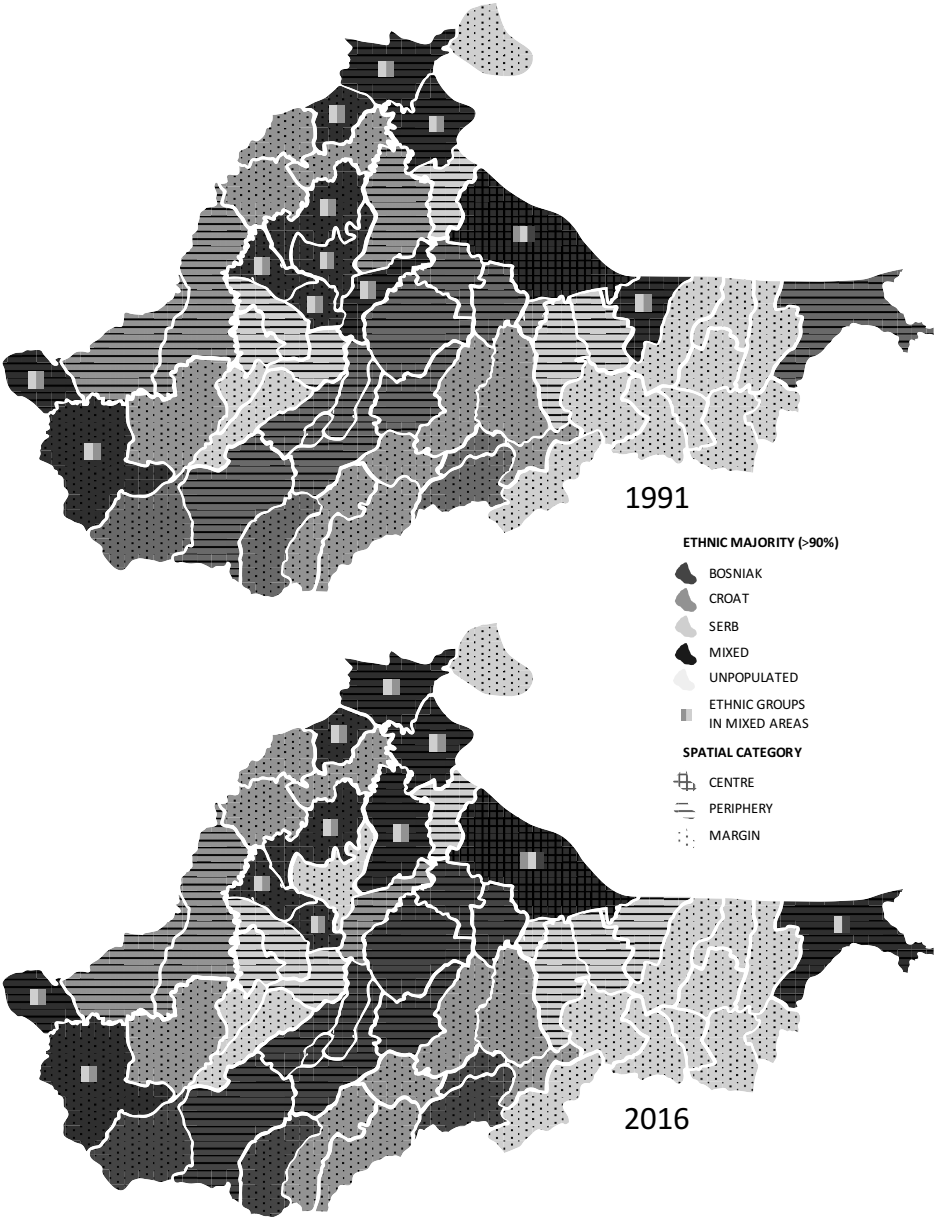 1991
ETHNIC MAJORITY (>90%)
BOSNIAK
CROAT
SERB
MIXED
UNPOPULATED
ETHNIC GROUPS
IN MIXED AREAS
SPATIAL CATEGORY
CENTRE
PERIPHERY
MARGIN
2016